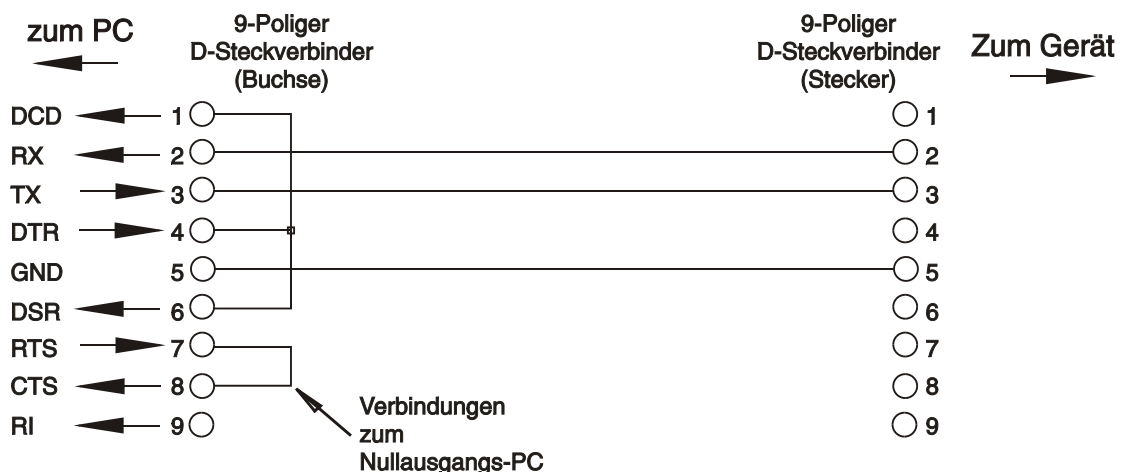 zum PC
9-Poliger
D-Steckverbinder
(Buchse)
9-Poliger
D-Steckverbinder
(Stecker)
Zum Gerät
DCD 1 1
RX 2 2
TX 3 3
DTR 4 4
GND 5 5
DSR 6 6
RTS 7 7
CTS 8 8
RI 9 9
Verbindungen
zum
Nullausgangs-PC